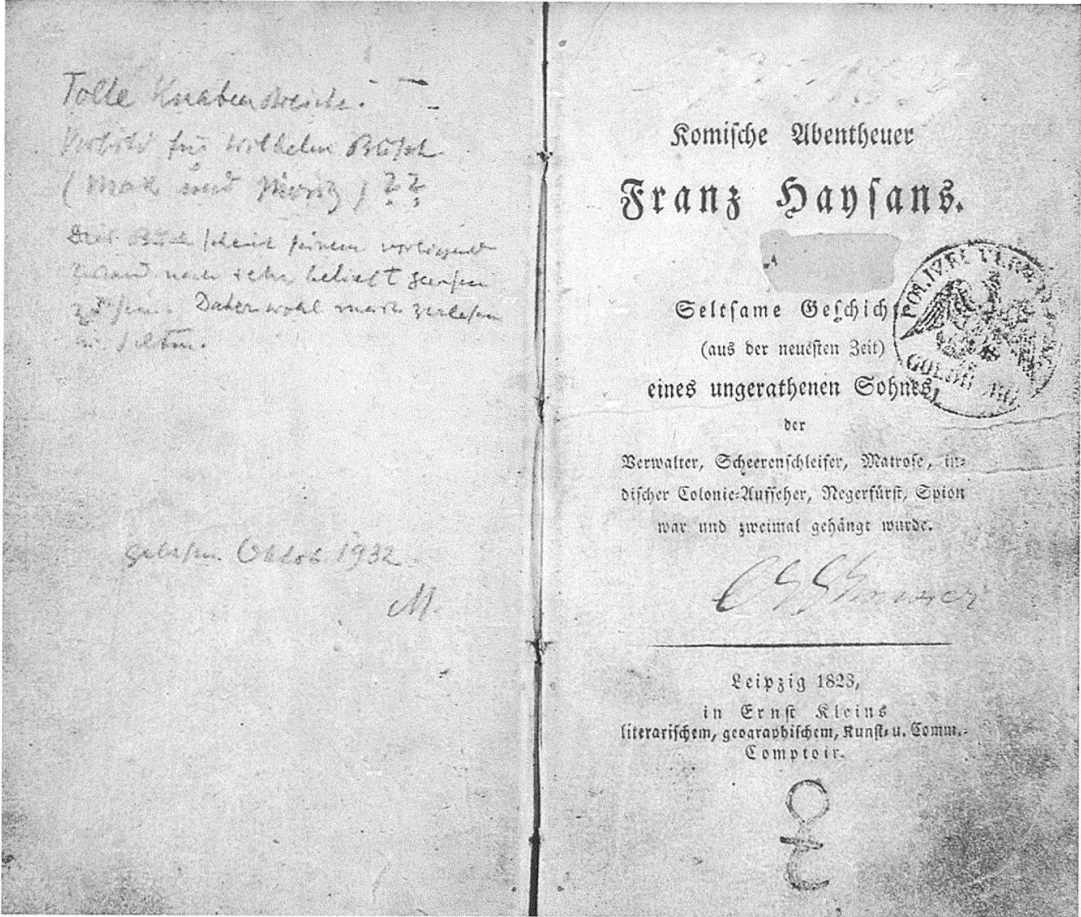 Tolle Knabenstreiche.
Vorbild für Wilhelm Busch
(Max und Moritz) ??
Das Buch scheint seinem
nach sehr beliebt gewesen
zu sein. Daher wohl meist zerlesen
u. selten.
gelesen Oktob. 1932
M.
Komische Abentheuer
Franz Haysans.
Seltsame Geschich
(aus der neuesten Zeit)
eines ungerathenen Sohnes,
der
Verwalter, Scheerenschleifer, Matrose, in-
discher Colonie-Aufseher, Negerfürst, Spion
war und zweimal gehängt wurde.
POLIZEI
Leipzig 1823,
in Ernst Kleins
literarischem, geographischem, Kunst- u. Comm.-
Comptoir.